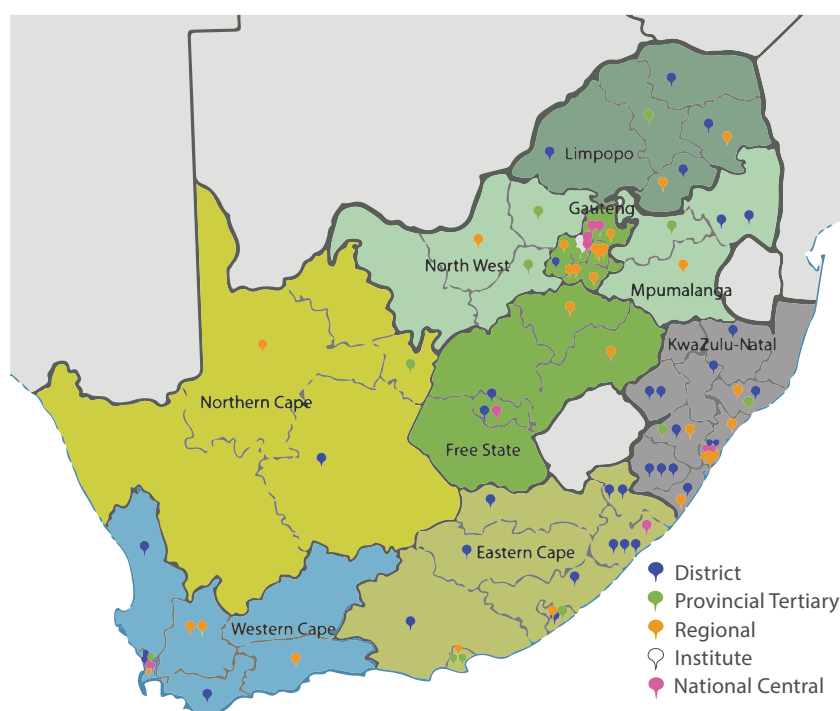 Limpopo
Gauteng
North West
Mpumalanga
KwaZulu-Natal
Northern Cape
Free State
Eastern Cape
Western Cape
District
Provincial Tertiary
Regional
Institute
National Central